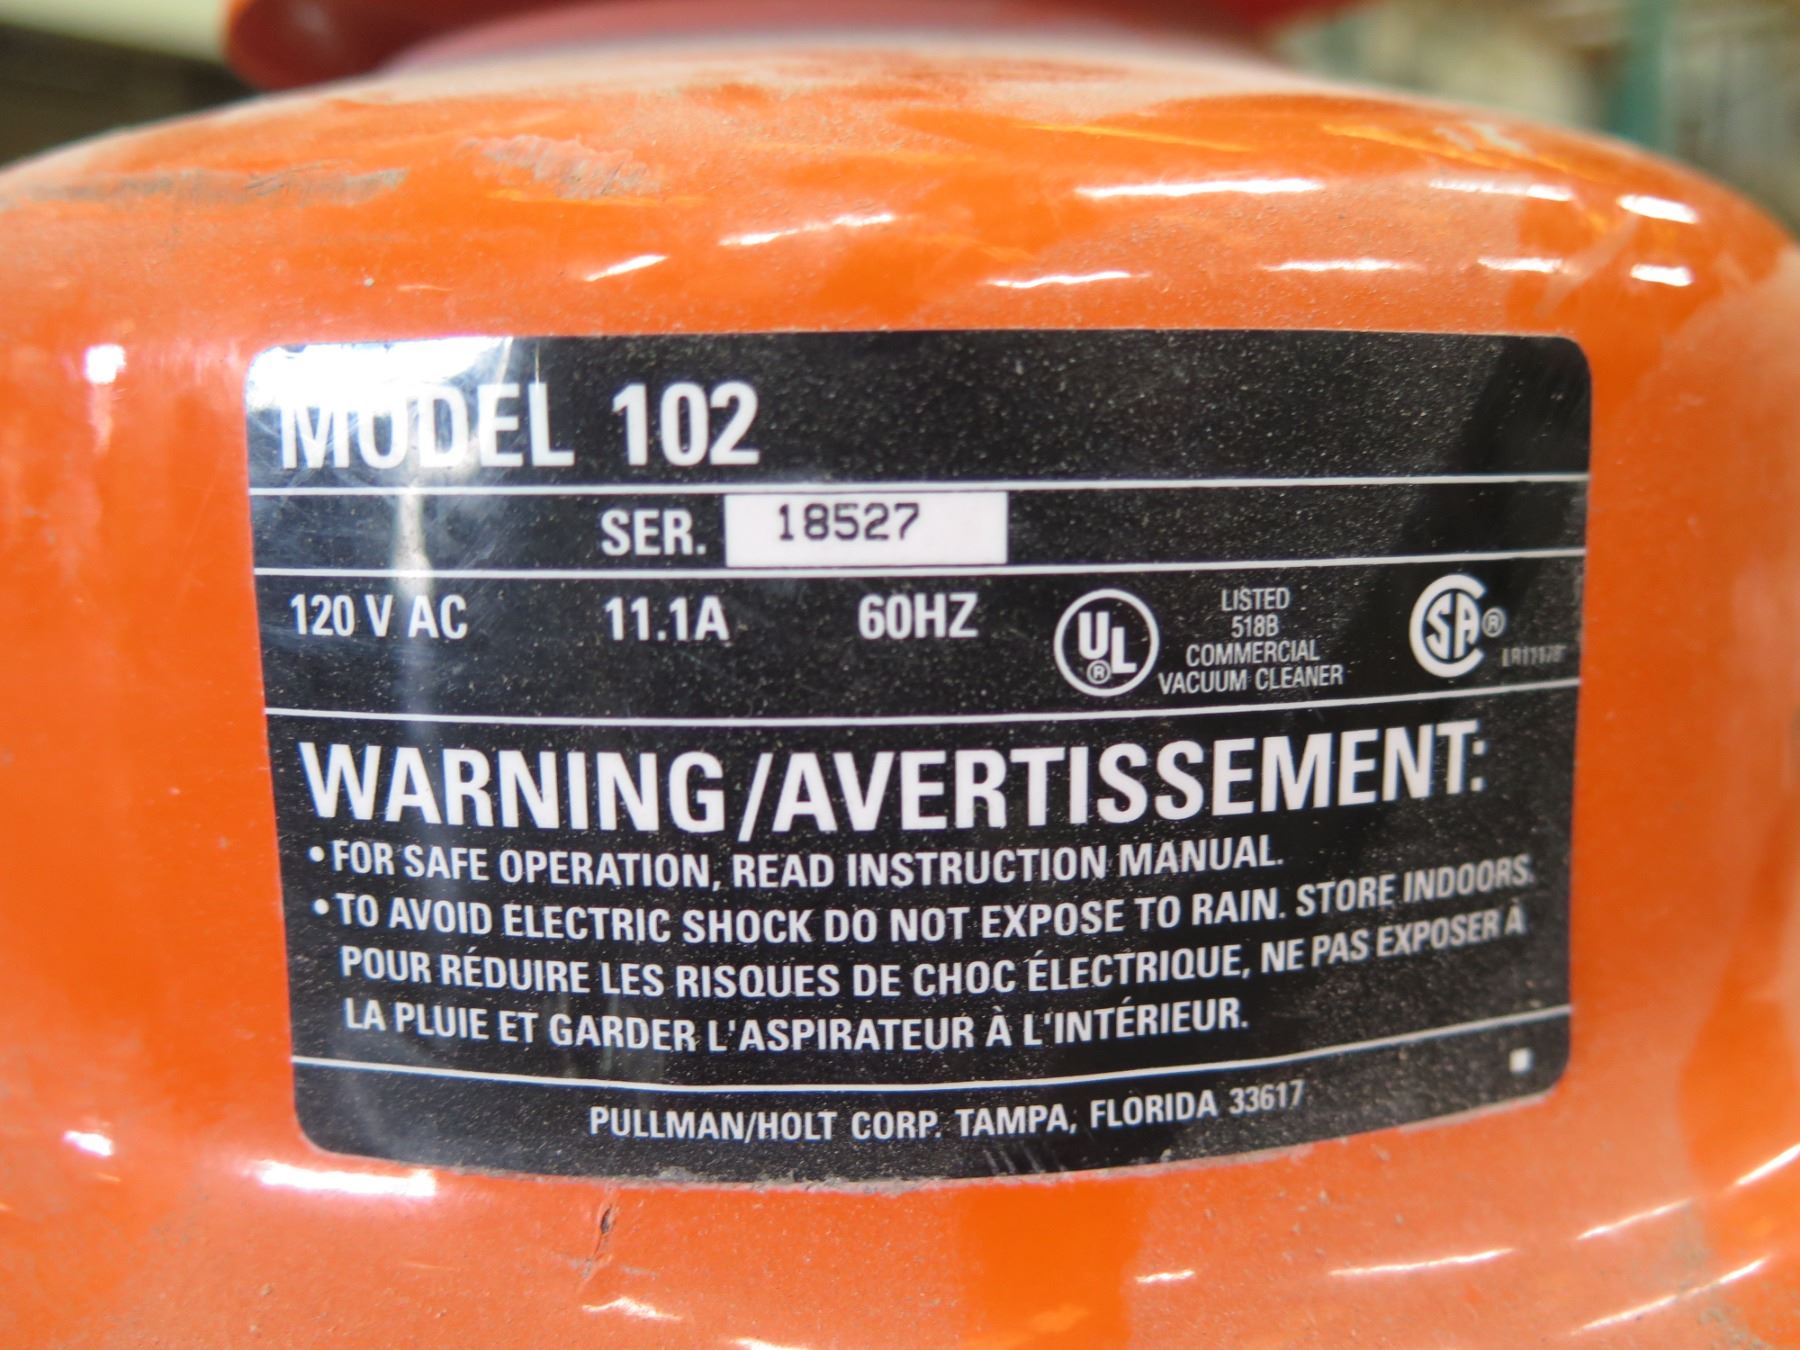 MODEL 102
SER. 18527
120 V AC 11.1A 60HZ
UL ® LISTED
518B
COMMERCIAL
VACUUM CLEANER
SA ®
WARNING/AVERTISSEMENT:
• FOR SAFE OPERATION, READ INSTRUCTION MANUAL.
• TO AVOID ELECTRIC SHOCK DO NOT EXPOSE TO RAIN. STORE INDOORS.
POUR RÉDUIRE LES RISQUES DE CHOC ÉLECTRIQUE, NE PAS EXPOSER À
LA PLUIE ET GARDER L'ASPIRATEUR À L'INTÉRIEUR.
PULLMAN/HOLT CORP. TAMPA, FLORIDA 33617